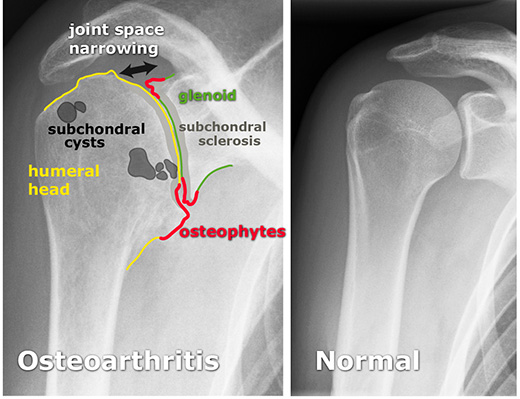 joint space
narrowing
glenoid
subchondral
cysts
subchondral
sclerosis
humeral
head
osteophytes
Osteoarthritis
Normal